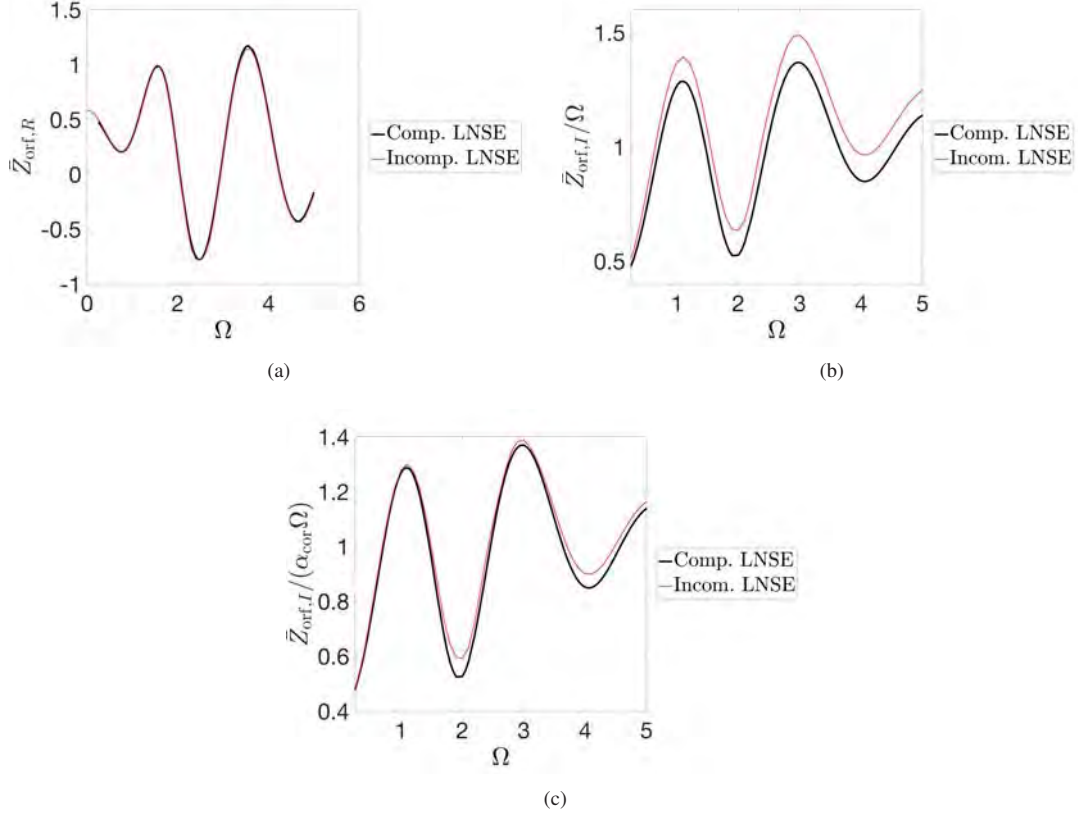 1.5
1
0.5
0
-0.5
-1
0
2
4
6
Z̄orf,R
Ω
Comp. LNSE
Incomp. LNSE
(a)
1.5
1
0.5
1
2
3
4
5
Z̄orf,I/Ω
Ω
Comp. LNSE
Incom. LNSE
(b)
1.4
1.2
1
0.8
0.6
0.4
1
2
3
4
5
Z̄orf,I/(αcorΩ)
Ω
Comp. LNSE
Incom. LNSE
(c)